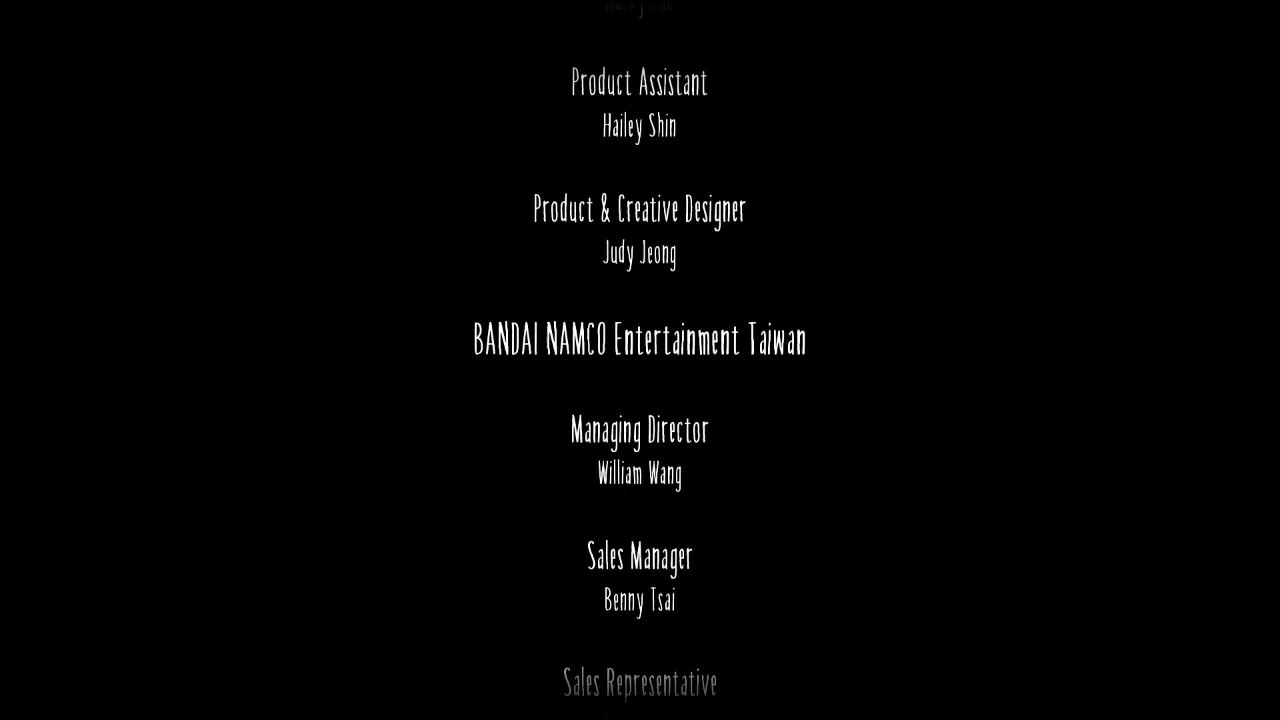 Product Assistant
Hailey Shin
Product & Creative Designer
Judy Jeong
BANDAI NAMCO Entertainment Taiwan
Managing Director
William Wang
Sales Manager
Benny Tsai
Sales Representative